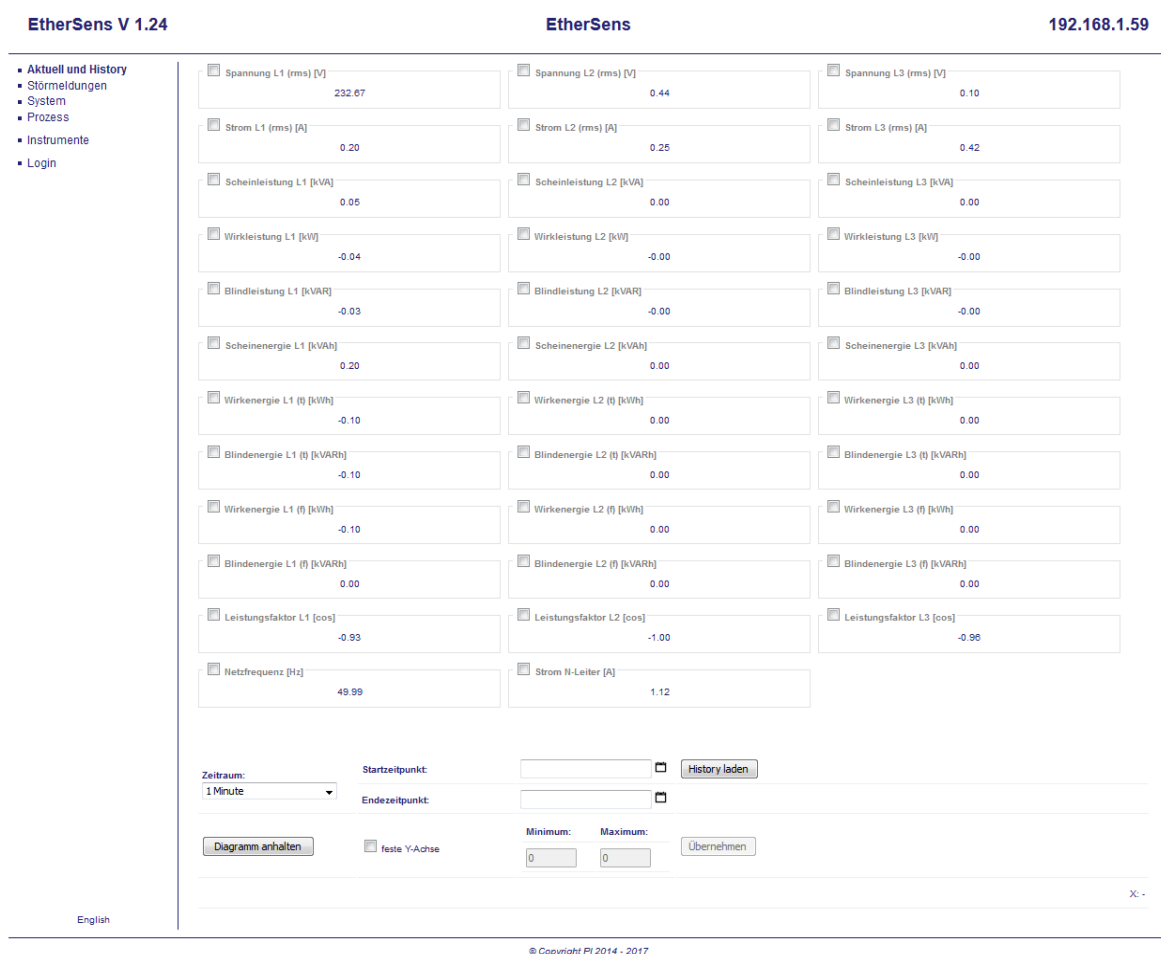 EtherSens V 1.24 EtherSens 192.168.1.59
Aktuell und History
Störmeldungen
System
Prozess
Instrumente
Login
Spannung L1 (rms) [V] Spannung L2 (rms) [V] Spannung L3 (rms) [V]
232.67 0.44 0.10
Strom L1 (rms) [A] Strom L2 (rms) [A] Strom L3 (rms) [A]
0.20 0.25 0.42
Scheinleistung L1 [kVA] Scheinleistung L2 [kVA] Scheinleistung L3 [kVA]
0.05 0.00 0.00
Wirkleistung L1 [kW] Wirkleistung L2 [kW] Wirkleistung L3 [kW]
-0.04 -0.00 -0.00
Blindleistung L1 [kVAR] Blindleistung L2 [kVAR] Blindleistung L3 [kVAR]
-0.03 -0.00 -0.00
Scheinenergie L1 [kVAh] Scheinenergie L2 [kVAh] Scheinenergie L3 [kVAh]
0.20 0.00 0.00
Wirkenergie L1 (t) [kWh] Wirkenergie L2 (t) [kWh] Wirkenergie L3 (t) [kWh]
-0.10 0.00 0.00
Blindenergie L1 (t) [kVARh] Blindenergie L2 (t) [kVARh] Blindenergie L3 (t) [kVARh]
-0.10 0.00 0.00
Wirkenergie L1 (f) [kWh] Wirkenergie L2 (f) [kWh] Wirkenergie L3 (f) [kWh]
-0.10 0.00 0.00
Blindenergie L1 (f) [kVARh] Blindenergie L2 (f) [kVARh] Blindenergie L3 (f) [kVARh]
0.00 0.00 0.00
Leistungsfaktor L1 [cos] Leistungsfaktor L2 [cos] Leistungsfaktor L3 [cos]
-0.93 -1.00 -0.96
Netzfrequenz [Hz] Strom N-Leiter [A]
49.99 1.12
Zeitraum:
1 Minute
Startzeitpunkt: History laden
Endezeitpunkt:
Diagramm anhalten feste Y-Achse
Minimum: Maximum:
0 0 Übernehmen
X: -
English
© Copyright PI 2014 - 2017